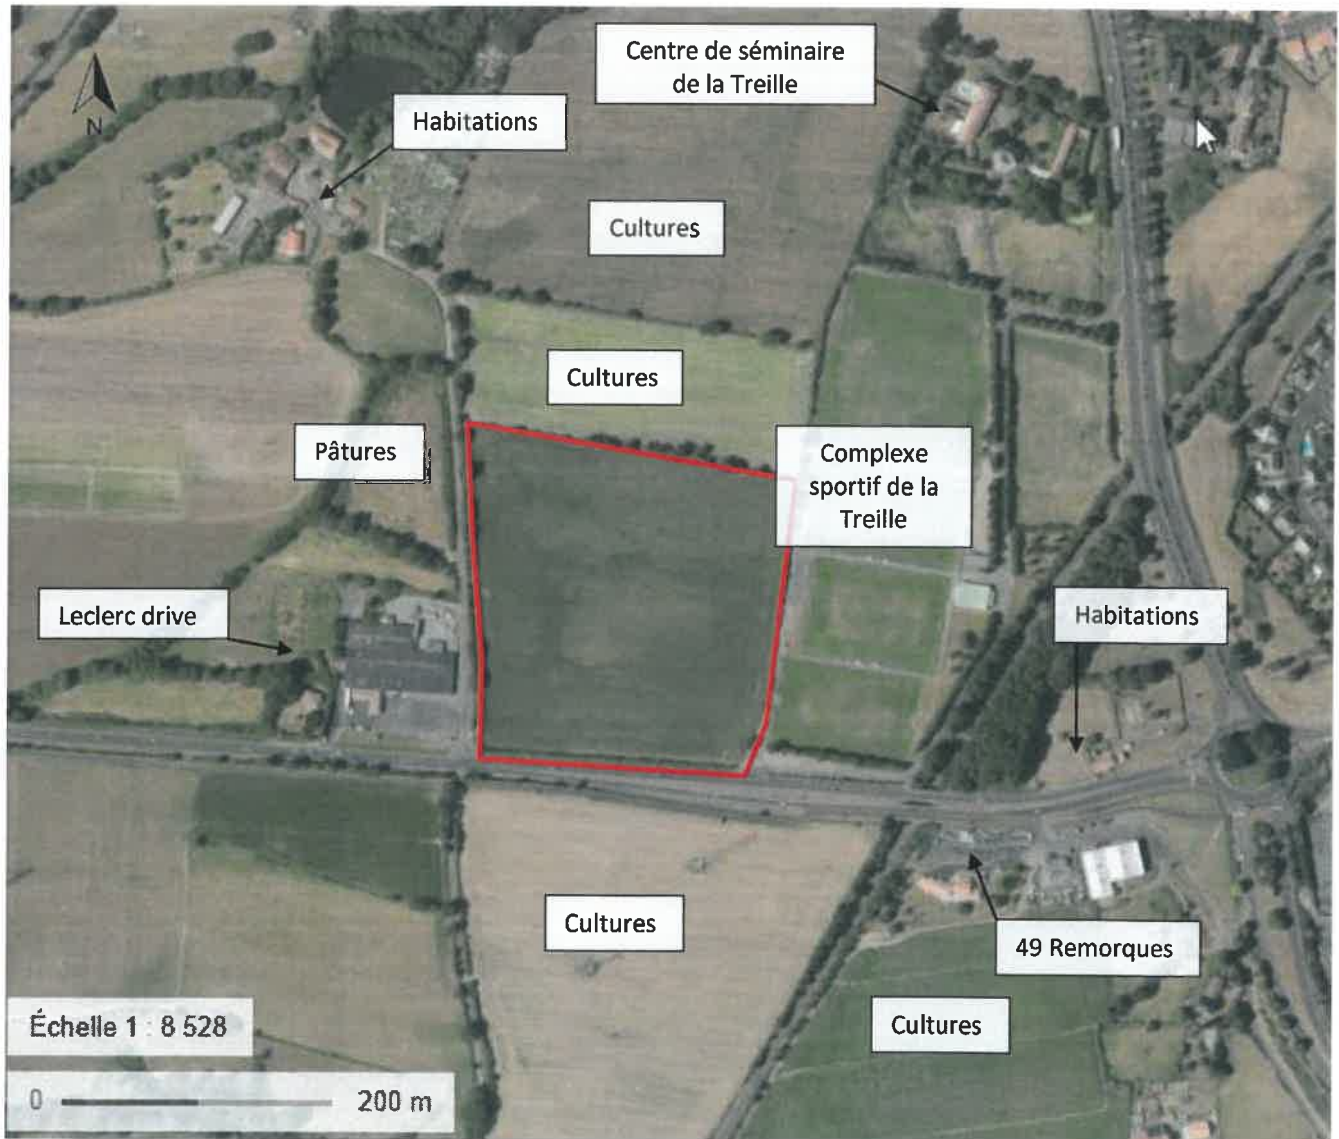 Centre de séminaire
de la Treille
N
Habitations
Cultures
Cultures
Pâtures
Complexe
sportif de la
Treille
Leclerc drive
Habitations
Cultures
49 Remorques
Cultures
Échelle 1 : 8 528
0 200 m